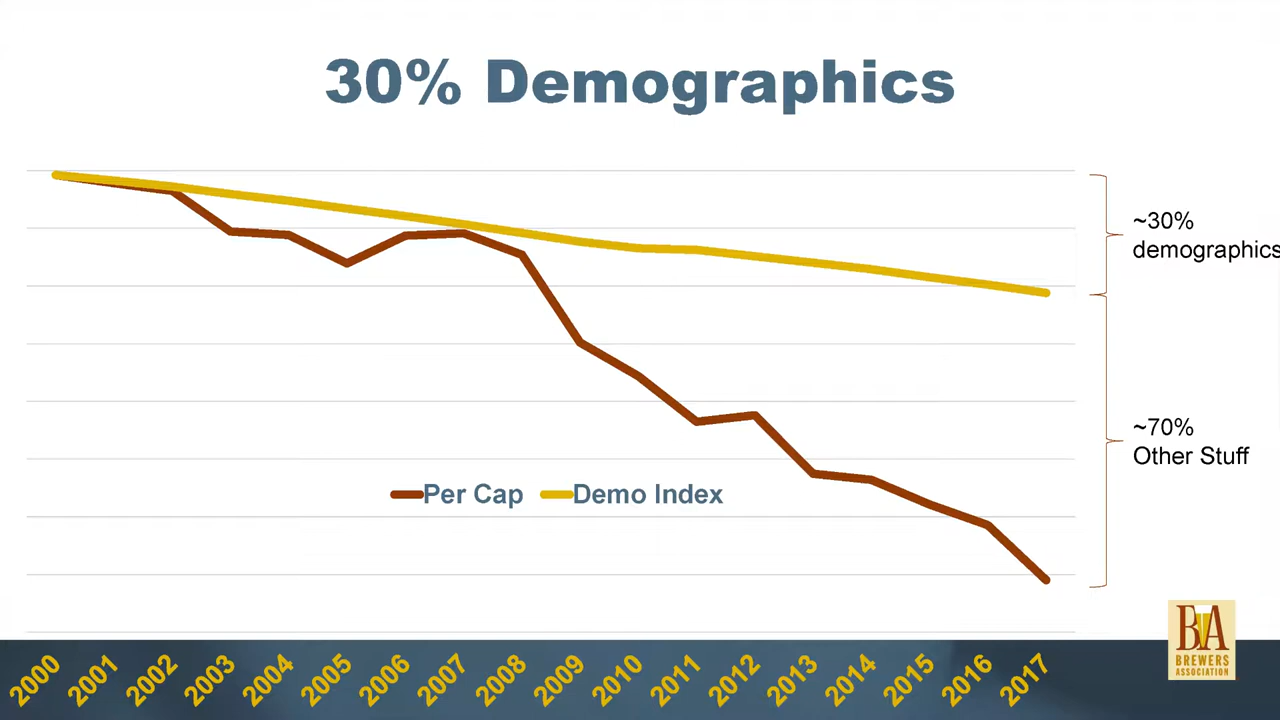 30% Demographics
~30%
demographics
~70%
Other Stuff
Per Cap
Demo Index
2000
2001
2002
2003
2004
2005
2006
2007
2008
2009
2010
2011
2012
2013
2014
2015
2016
2017
BA
BREWERS
ASSOCIATION